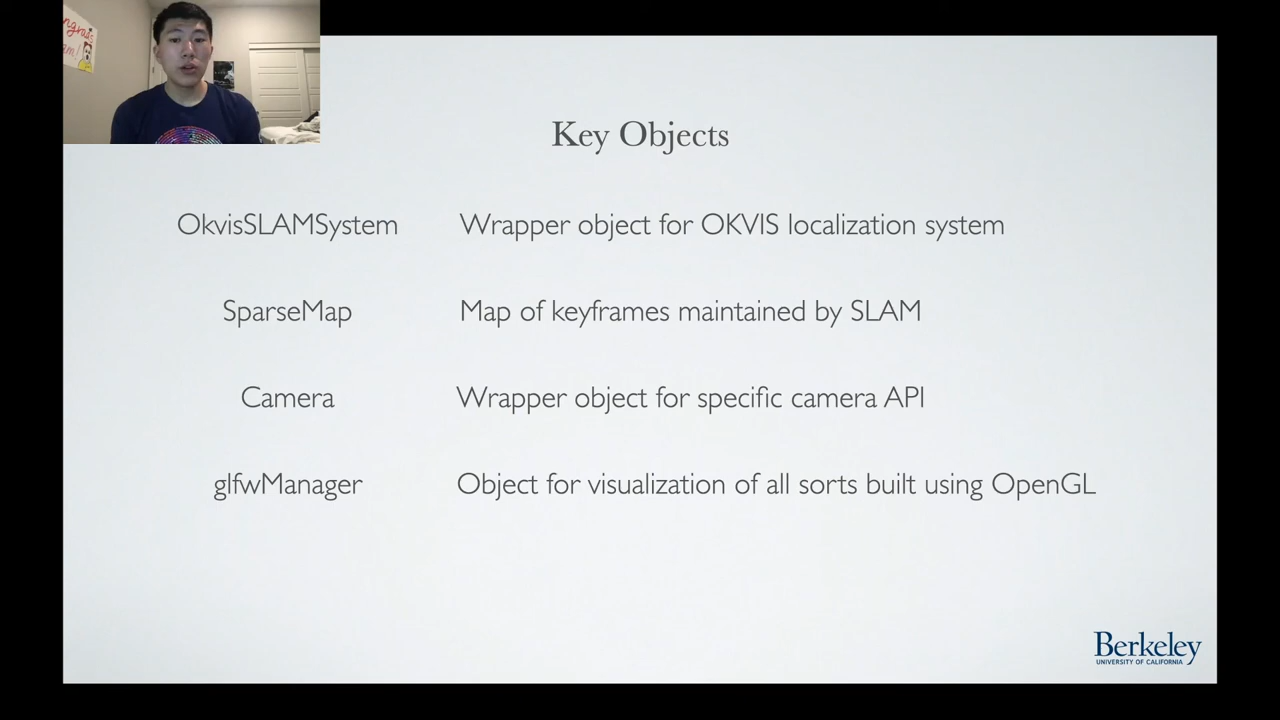 Key Objects
OkvisSLAMSystem Wrapper object for OKVIS localization system
SparseMap Map of keyframes maintained by SLAM
Camera Wrapper object for specific camera API
glfwManager Object for visualization of all sorts built using OpenGL
Berkeley
UNIVERSITY OF CALIFORNIA